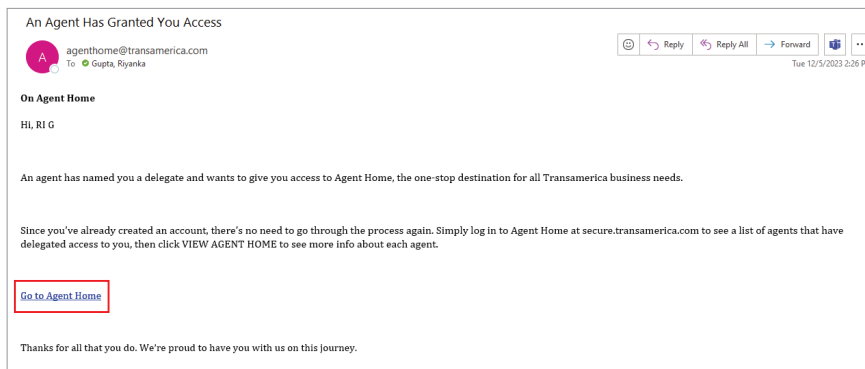 An Agent Has Granted You Access
A
agenthome@transamerica.com
To Gupta, Riyanka
Reply Reply All Forward
Tue 12/5/2023 2:26 P
On Agent Home
Hi, RI G
An agent has named you a delegate and wants to give you access to Agent Home, the one-stop destination for all Transamerica business needs.
Since you've already created an account, there's no need to go through the process again. Simply log in to Agent Home at secure.transamerica.com to see a list of agents that have
delegated access to you, then click VIEW AGENT HOME to see more info about each agent.
Go to Agent Home
Thanks for all that you do. We're proud to have you with us on this journey.